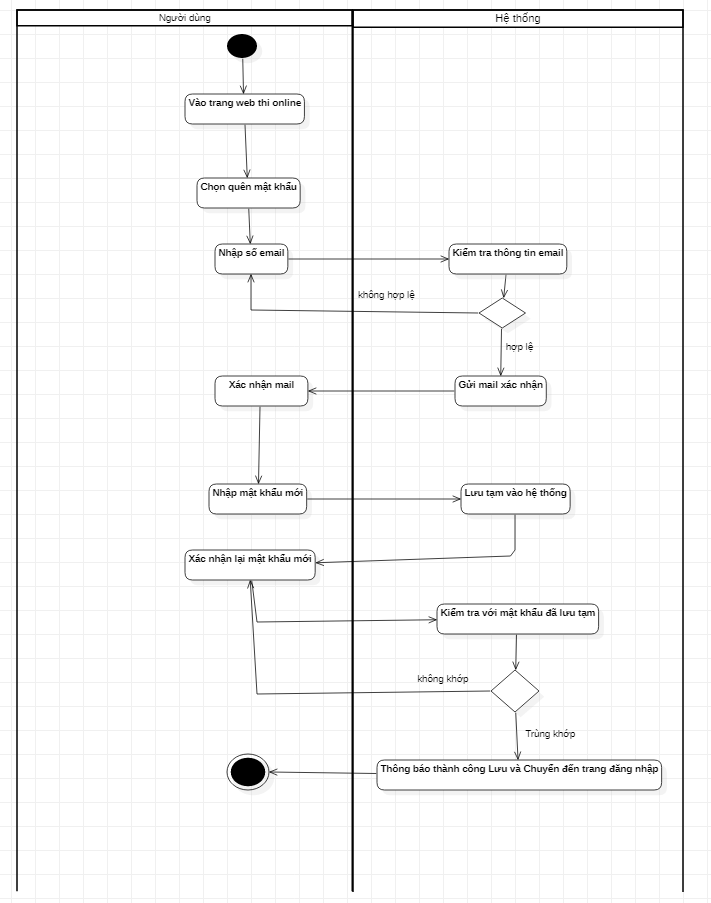 Người dùng
Hệ thống
Vào trang web thi online
Chọn quên mật khẩu
Nhập số email
Kiểm tra thông tin email
không hợp lệ
hợp lệ
Xác nhận mail
Gửi mail xác nhận
Nhập mật khẩu mới
Lưu tạm vào hệ thống
Xác nhận lại mật khẩu mới
Kiểm tra với mật khẩu đã lưu tạm
không khớp
Trùng khớp
Thông báo thành công Lưu và Chuyển đến trang đăng nhập